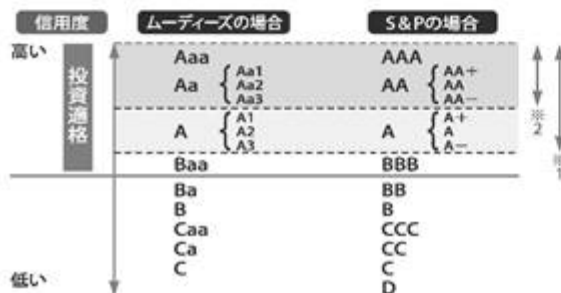 信用度 ムーディーズの場合 S&Pの場合
高い
投資適格
Aaa AAA
Aa { Aa1 Aa2 Aa3 AA { AA+ AA AA−
A { A1 A2 A3 A { A+ A A−
Baa BBB
※2
※1
Ba BB
B B
Caa CCC
Ca CC
C C
低い D